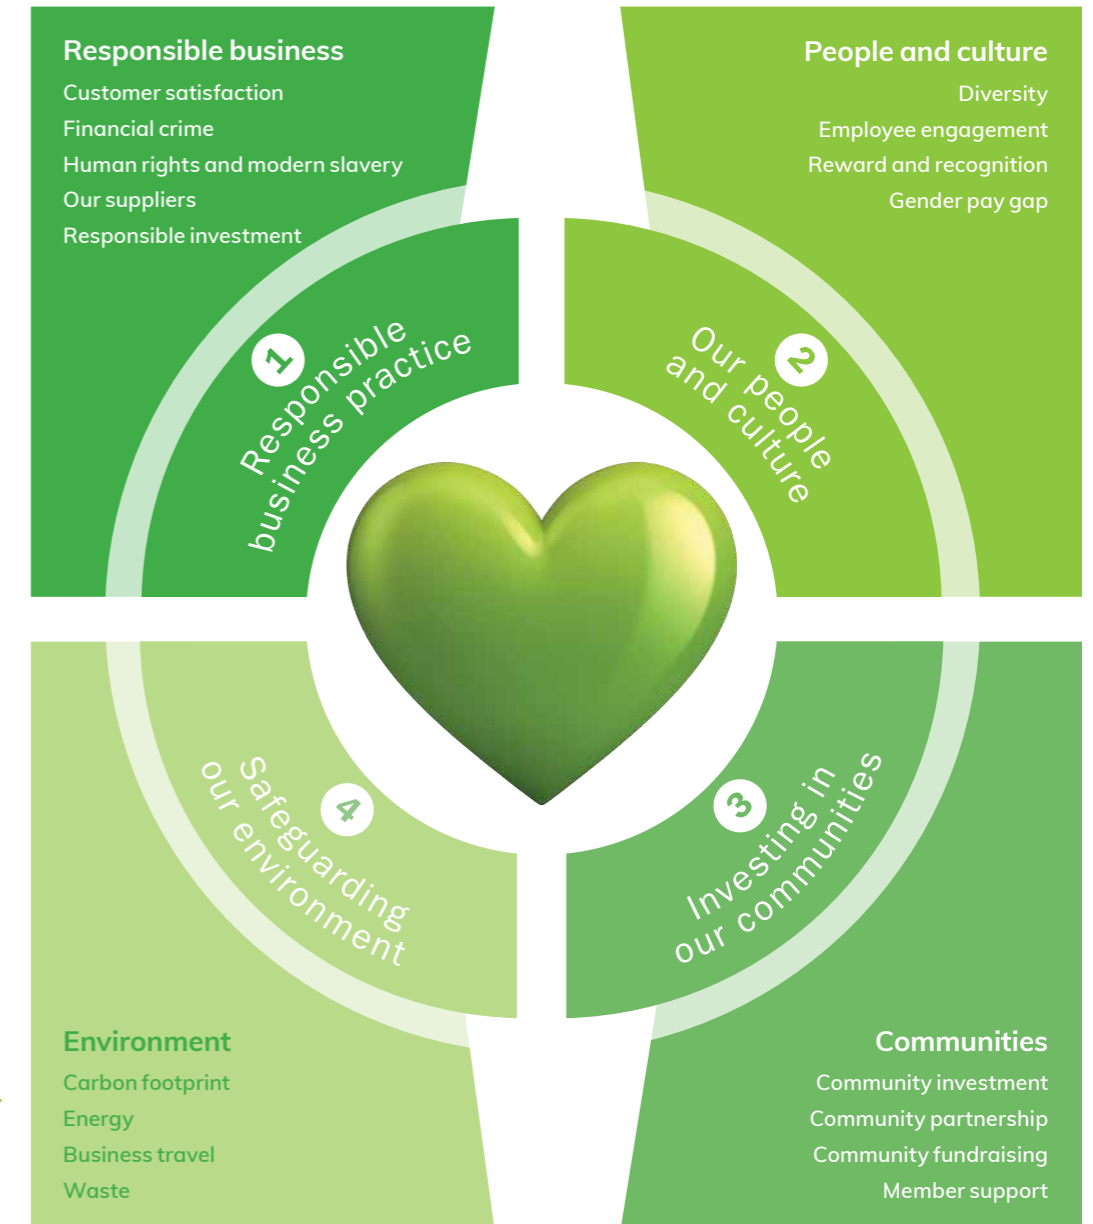 Responsible business
Customer satisfaction
Financial crime
Human rights and modern slavery
Our suppliers
Responsible investment
People and culture
Diversity
Employee engagement
Reward and recognition
Gender pay gap
1
Responsible
business practice
2
Our people
and culture
4
Safeguarding
our environment
3
Investing in
our communities
Environment
Carbon footprint
Energy
Business travel
Waste
Communities
Community investment
Community partnership
Community fundraising
Member support